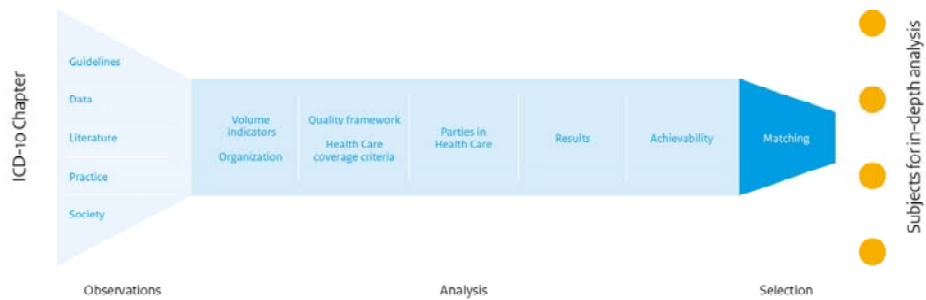 ICD-10 Chapter
Guidelines
Data
Literature
Practice
Society
Volume
indicators
Organization
Quality framework
Health Care
coverage criteria
Parties in
Health Care
Results
Achievability
Matching
Subjects for in-depth analysis
Observations
Analysis
Selection